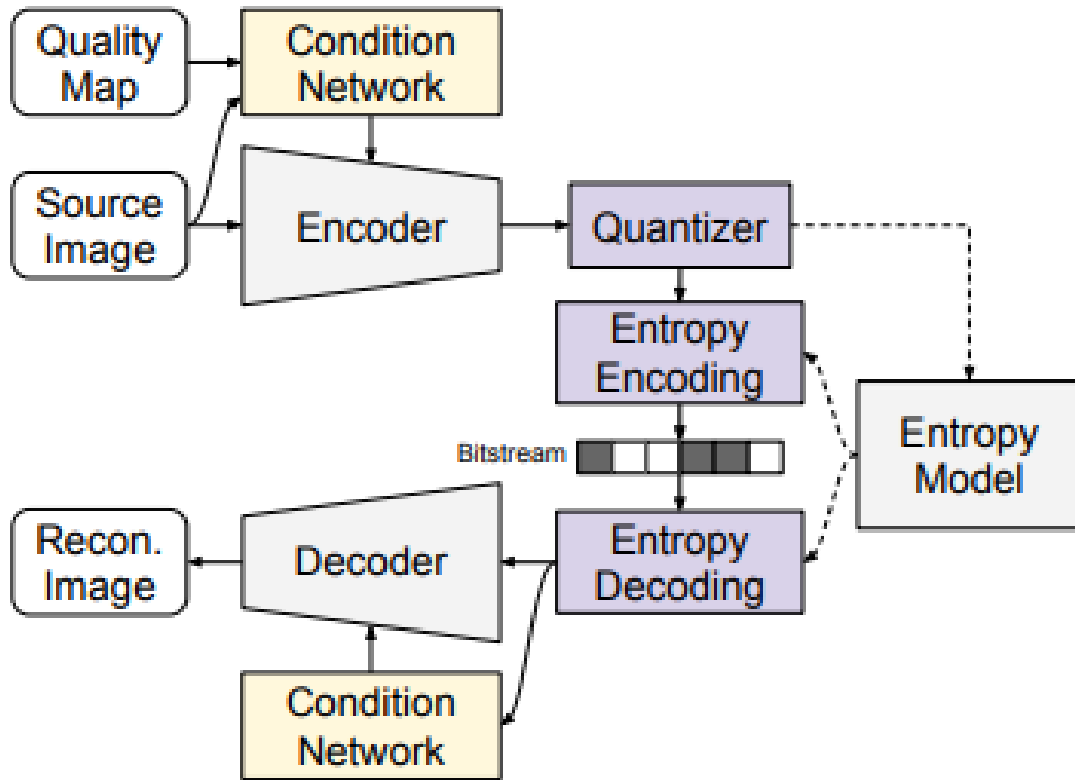 Quality
Map
Condition
Network
Source
Image
Encoder
Quantizer
Entropy
Encoding
Entropy
Model
Bitstream
Recon.
Image
Decoder
Entropy
Decoding
Condition
Network